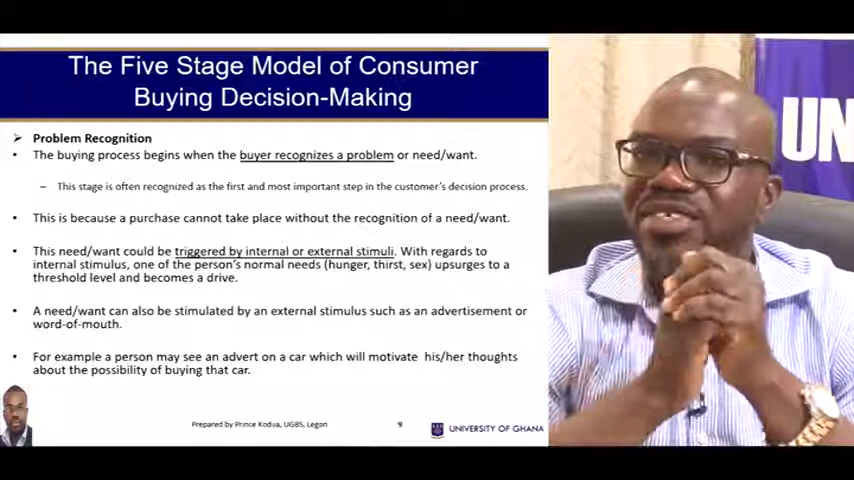 The Five Stage Model of Consumer
Buying Decision-Making
➢ Problem Recognition
• The buying process begins when the buyer recognizes a problem or need/want.
– This stage is often recognized as the first and most important step in the customer's decision process.
• This is because a purchase cannot take place without the recognition of a need/want.
• This need/want could be triggered by internal or external stimuli. With regards to
internal stimulus, one of the person's normal needs (hunger, thirst, sex) upsurges to a
threshold level and becomes a drive.
• A need/want can also be stimulated by an external stimulus such as an advertisement or
word-of-mouth.
• For example a person may see an advert on a car which will motivate his/her thoughts
about the possibility of buying that car.
Prepared by Prince Kodua, UGBS, Legon
9
UNIVERSITY OF GHANA
UN